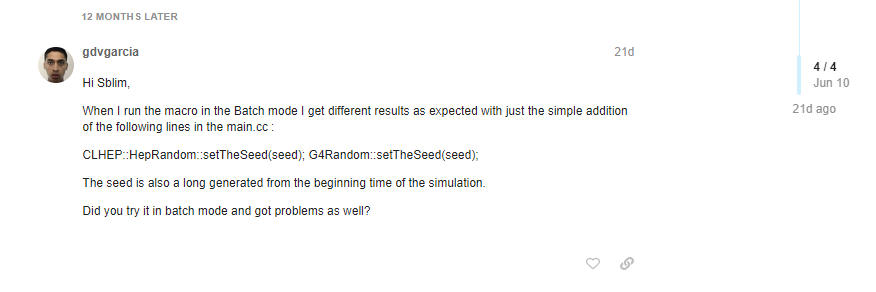 12 MONTHS LATER
gdvgarcia
21d
Hi Sblim,
When I run the macro in the Batch mode I get different results as expected with just the simple addition
of the following lines in the main.cc :
CLHEP::HepRandom::setTheSeed(seed); G4Random::setTheSeed(seed);
The seed is also a long generated from the beginning time of the simulation.
Did you try it in batch mode and got problems as well?
4 / 4
Jun 10
21d ago